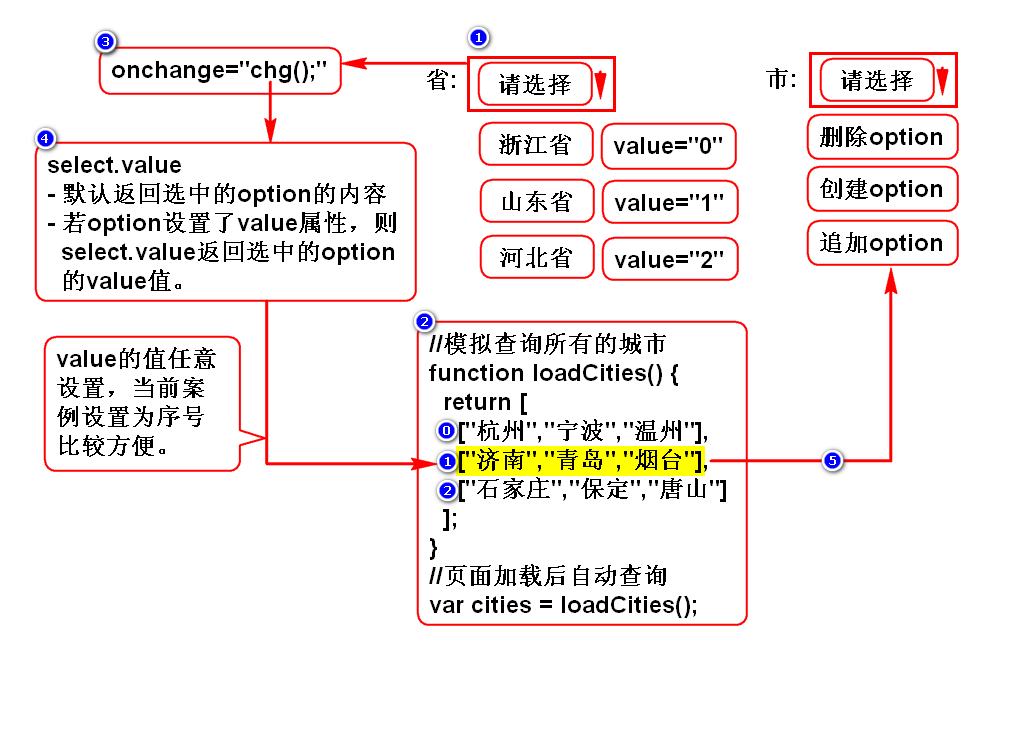 3
onchange="chg();"
1
省:
请选择
浙江省
value="0"
山东省
value="1"
河北省
value="2"
市:
请选择
删除option
创建option
追加option
4
select.value
- 默认返回选中的option的内容
- 若option设置了value属性，则
select.value返回选中的option
的value值。
value的值任意
设置，当前案
例设置为序号
比较方便。
2
//模拟查询所有的城市
function loadCities() {
return [
0 ["杭州","宁波","温州"],
1 ["济南","青岛","烟台"],
2 ["石家庄","保定","唐山"]
];
}
//页面加载后自动查询
var cities = loadCities();
5